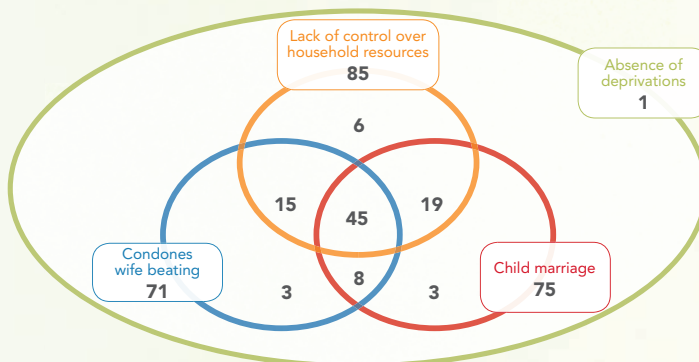 Lack of control over
household resources
85
Absence of
deprivations
1
6
15
45
19
Condones
wife beating
71
Child marriage
75
8
3
3